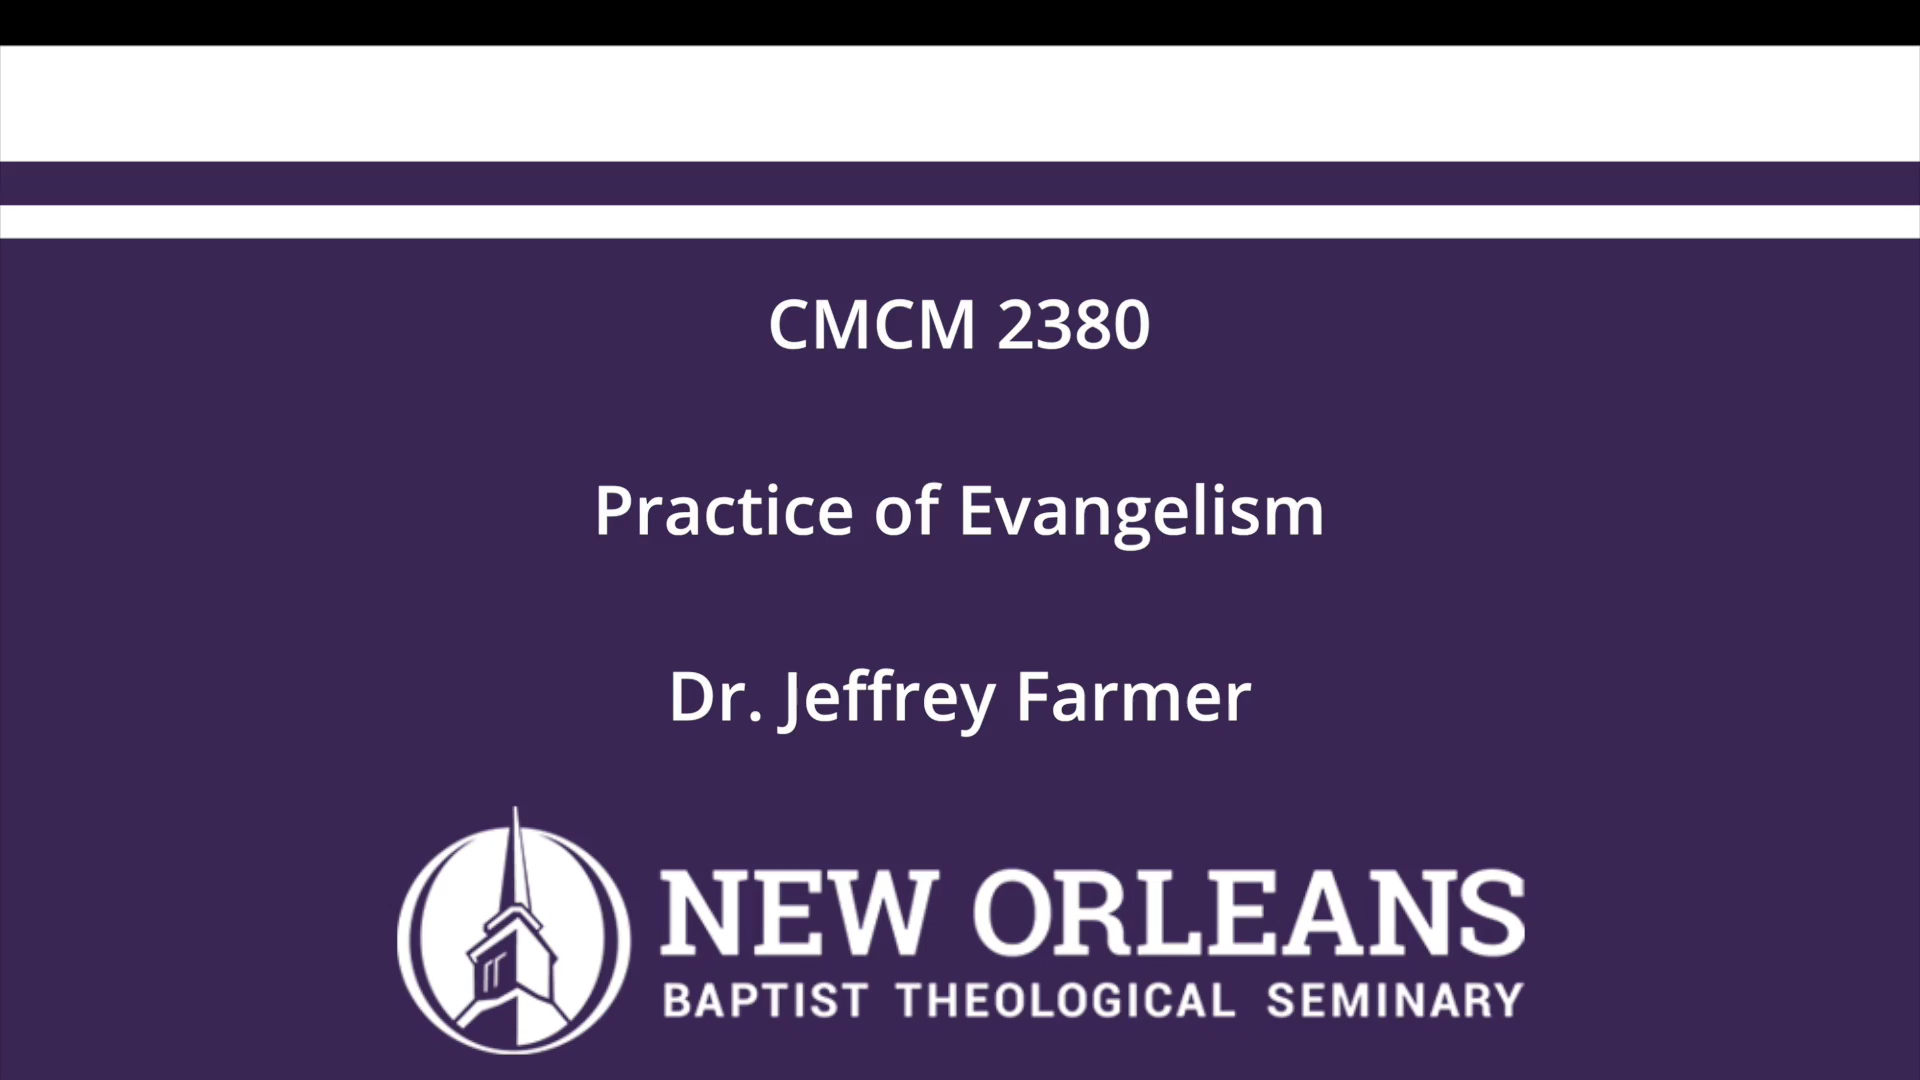 CMCM 2380
Practice of Evangelism
Dr. Jeffrey Farmer
NEW ORLEANS
BAPTIST THEOLOGICAL SEMINARY